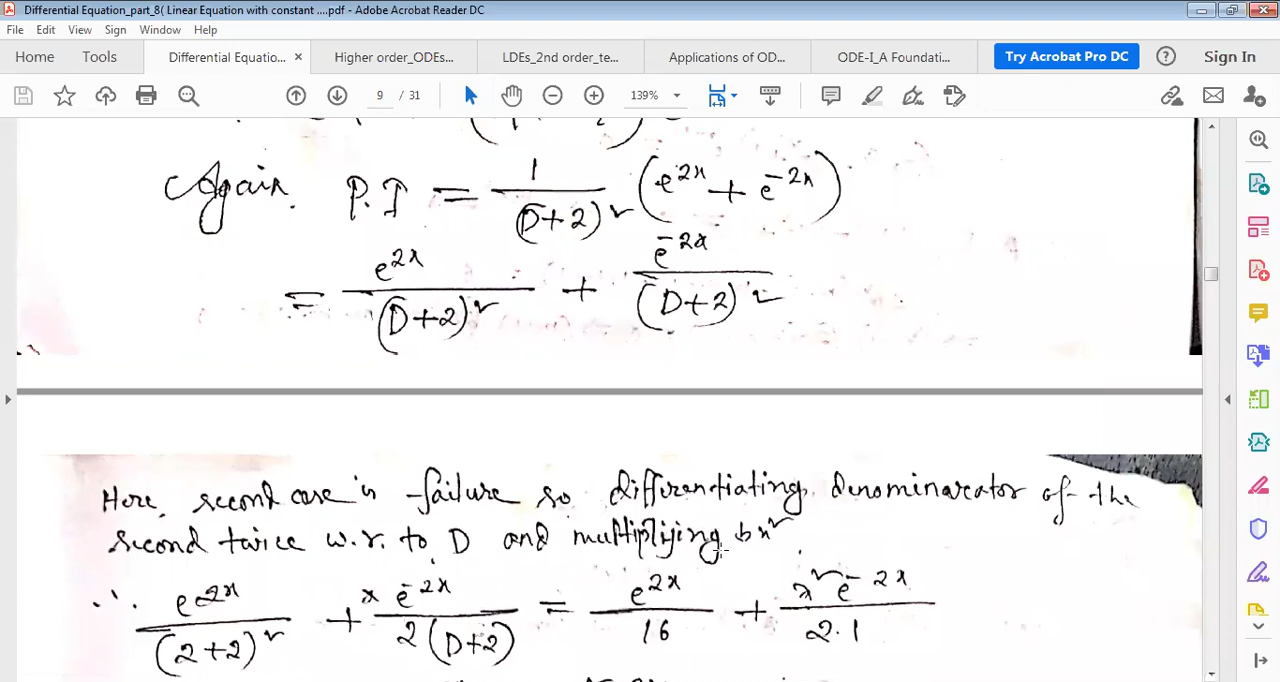 Differential Equation_part_8( Linear Equation with constant ....pdf - Adobe Acrobat Reader DC
File Edit View Sign Window Help
Home Tools Differential Equatio... × Higher order_ODEs... LDEs_2nd order_te... Applications of OD... ODE-I_A Foundati... Try Acrobat Pro DC Sign In
9 / 31 139%
Again. P.I = 1/(D+2)² (e^2x + e^-2x)
= e^2x/(D+2)² + e^-2x/(D+2)²
Here, second case is failure so differentiating denominarator of the
second twice w.r. to D and multiplying b x²
∴ e^2x/(2+2)² + x e^-2x/2(D+2) = e^2x/16 + x² e^-2x/2.1